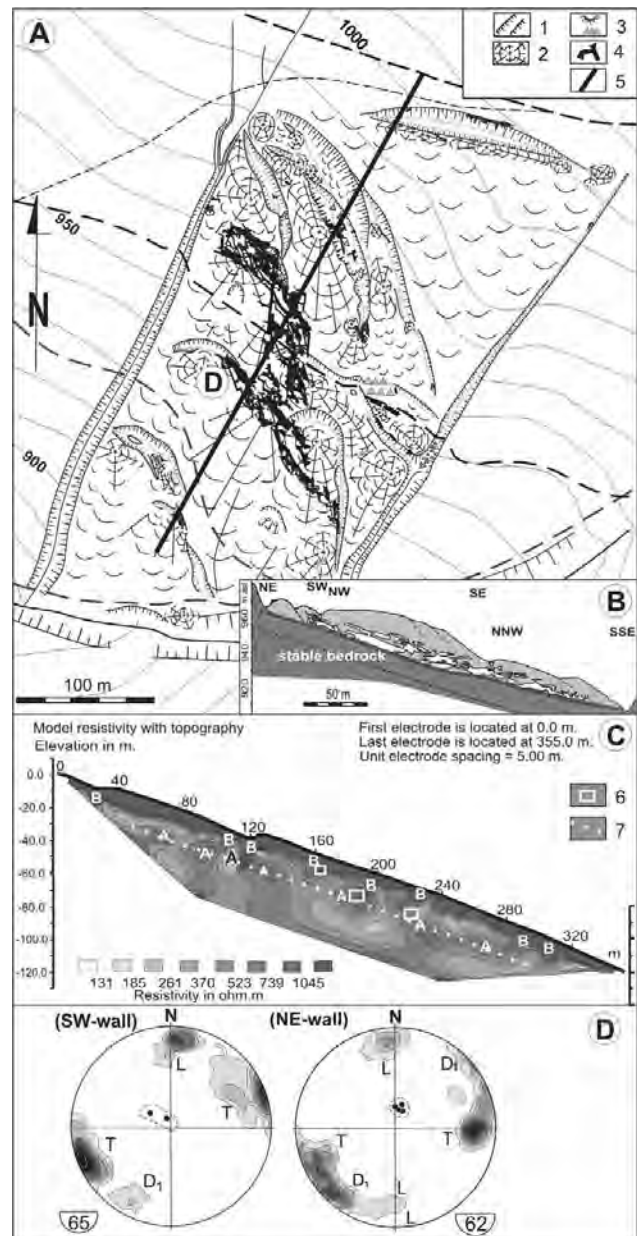 A
1000
1
2
3
4
5
950
N
D
900
100 m
B
NE
SW
NW
SE
NNW
SSE
960
940
920
stable bedrock
50 m
C
Model resistivity with topography
Elevation in m.
First electrode is located at 0.0 m.
Last electrode is located at 355.0 m.
Unit electrode spacing = 5.00 m.
6
7
0.0
-20.0
-40.0
-60.0
-80.0
-100.0
-120.0
0
40
80
120
160
200
240
280
320
m
B
B
B
B
B
B
B
B
A
A
A
A
A
A
A
131 185 261 370 523 739 1045
Resistivity in ohm.m
D
(SW-wall)
N
L
T
T
D1
65
(NE-wall)
N
L
D1
T
T
D1
L
L
62